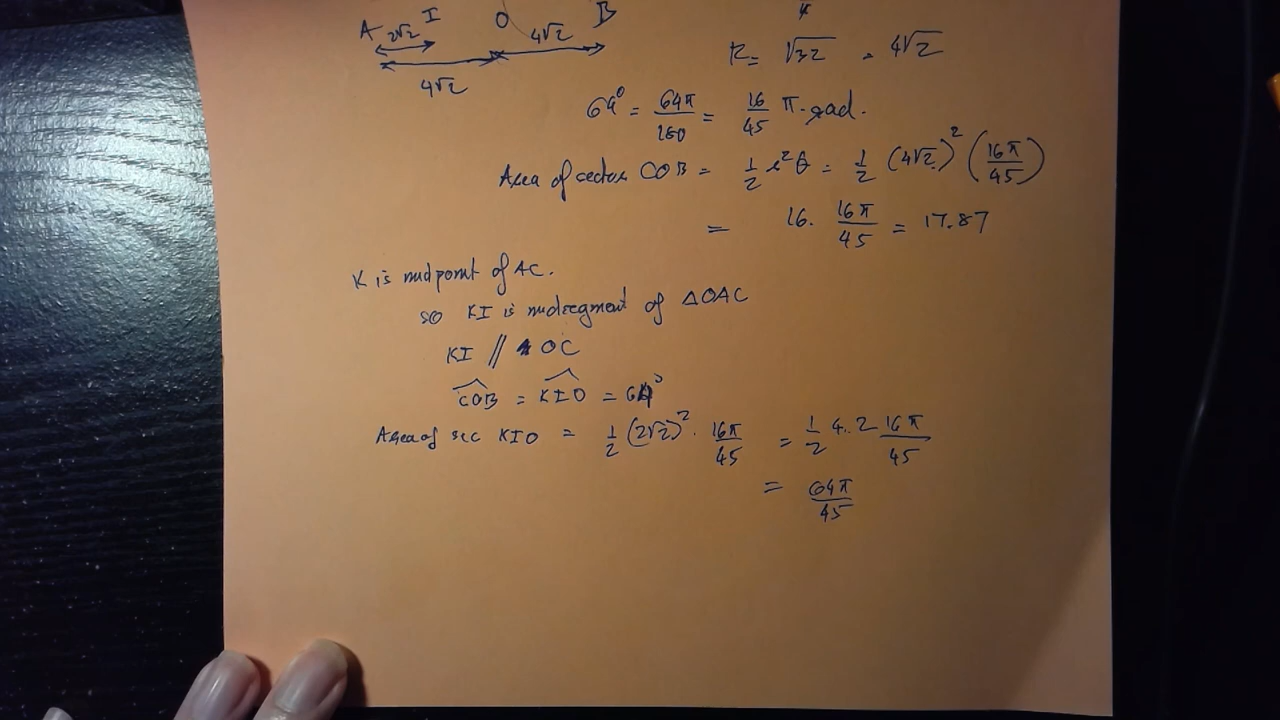 A 2√2 I O 4√2 B
4√2
R = √32 = 4√2
64° = 64π/180 = 16/45 π rad.
Area of sector COB = 1/2 r²θ = 1/2 (4√2)² (16π/45)
= 16. 16π/45 = 17.87
K is midpoint of AC.
so KI is midsegment of △OAC
KI // OC
COB = KIO = 64°
Area of sec KIO = 1/2 (2√2)² . 16π/45 = 1/2 4.2 16π/45
= 64π/45